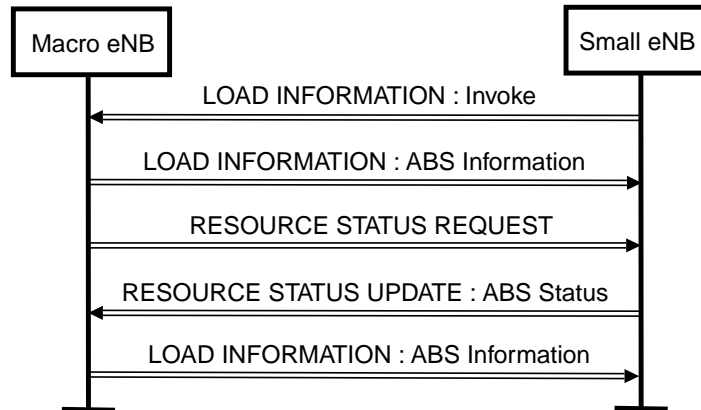 Macro eNB
Small eNB
LOAD INFORMATION : Invoke
LOAD INFORMATION : ABS Information
RESOURCE STATUS REQUEST
RESOURCE STATUS UPDATE : ABS Status
LOAD INFORMATION : ABS Information